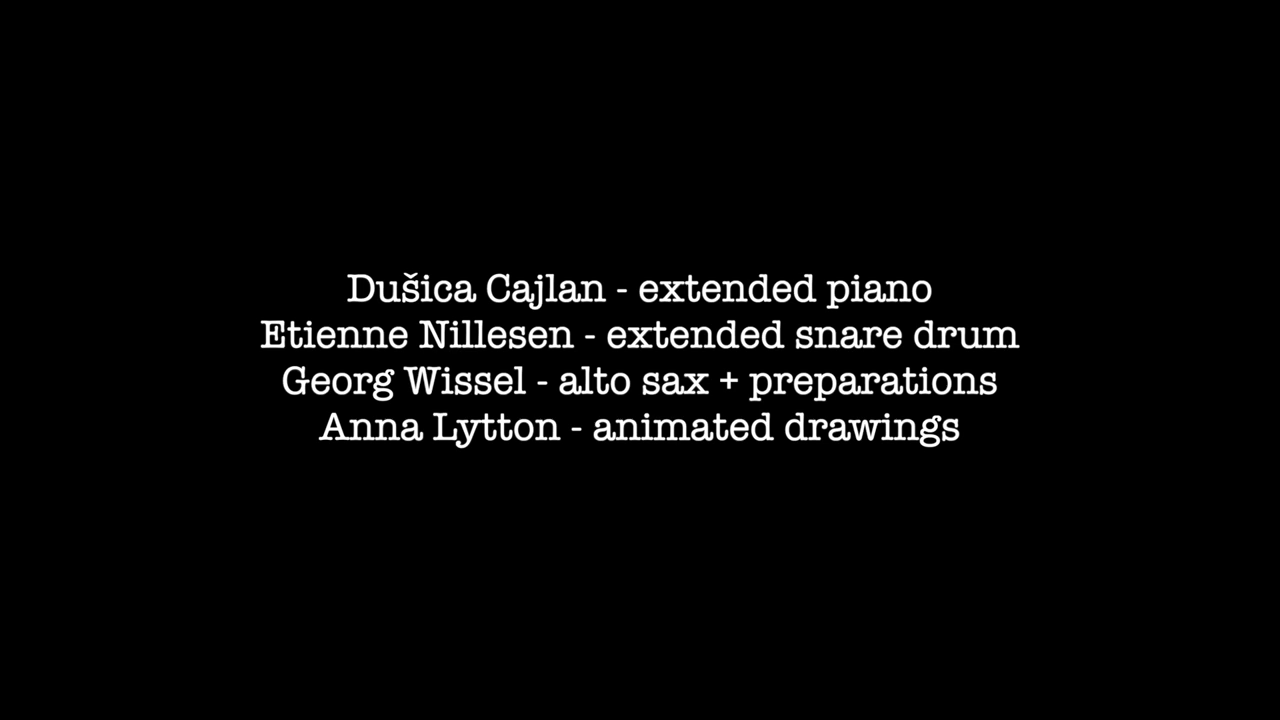 Dušica Cajlan - extended piano
Etienne Nillesen - extended snare drum
Georg Wissel - alto sax + preparations
Anna Lytton - animated drawings